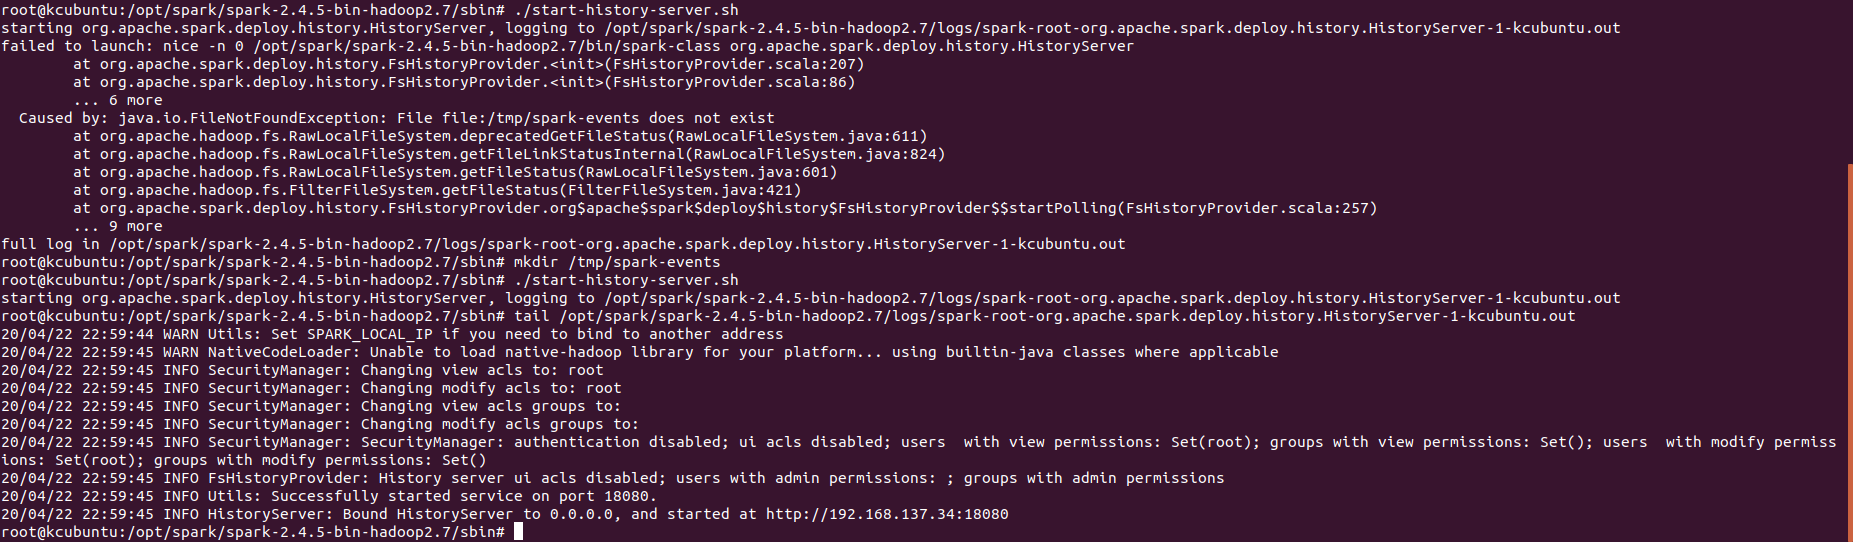 root@kcubuntu:/opt/spark/spark-2.4.5-bin-hadoop2.7/sbin# ./start-history-server.sh
starting org.apache.spark.deploy.history.HistoryServer, logging to /opt/spark/spark-2.4.5-bin-hadoop2.7/logs/spark-root-org.apache.spark.deploy.history.HistoryServer-1-kcubuntu.out
failed to launch: nice -n 0 /opt/spark/spark-2.4.5-bin-hadoop2.7/bin/spark-class org.apache.spark.deploy.history.HistoryServer
        at org.apache.spark.deploy.history.FsHistoryProvider.<init>(FsHistoryProvider.scala:207)
        at org.apache.spark.deploy.history.FsHistoryProvider.<init>(FsHistoryProvider.scala:86)
        ... 6 more
  Caused by: java.io.FileNotFoundException: File file:/tmp/spark-events does not exist
        at org.apache.hadoop.fs.RawLocalFileSystem.deprecatedGetFileStatus(RawLocalFileSystem.java:611)
        at org.apache.hadoop.fs.RawLocalFileSystem.getFileLinkStatusInternal(RawLocalFileSystem.java:824)
        at org.apache.hadoop.fs.RawLocalFileSystem.getFileStatus(RawLocalFileSystem.java:601)
        at org.apache.hadoop.fs.FilterFileSystem.getFileStatus(FilterFileSystem.java:421)
        at org.apache.spark.deploy.history.FsHistoryProvider.org$apache$spark$deploy$history$FsHistoryProvider$$startPolling(FsHistoryProvider.scala:257)
        ... 9 more
full log in /opt/spark/spark-2.4.5-bin-hadoop2.7/logs/spark-root-org.apache.spark.deploy.history.HistoryServer-1-kcubuntu.out
root@kcubuntu:/opt/spark/spark-2.4.5-bin-hadoop2.7/sbin# mkdir /tmp/spark-events
root@kcubuntu:/opt/spark/spark-2.4.5-bin-hadoop2.7/sbin# ./start-history-server.sh
starting org.apache.spark.deploy.history.HistoryServer, logging to /opt/spark/spark-2.4.5-bin-hadoop2.7/logs/spark-root-org.apache.spark.deploy.history.HistoryServer-1-kcubuntu.out
root@kcubuntu:/opt/spark/spark-2.4.5-bin-hadoop2.7/sbin# tail /opt/spark/spark-2.4.5-bin-hadoop2.7/logs/spark-root-org.apache.spark.deploy.history.HistoryServer-1-kcubuntu.out
20/04/22 22:59:44 WARN Utils: Set SPARK_LOCAL_IP if you need to bind to another address
20/04/22 22:59:45 WARN NativeCodeLoader: Unable to load native-hadoop library for your platform... using builtin-java classes where applicable
20/04/22 22:59:45 INFO SecurityManager: Changing view acls to: root
20/04/22 22:59:45 INFO SecurityManager: Changing modify acls to: root
20/04/22 22:59:45 INFO SecurityManager: Changing view acls groups to:
20/04/22 22:59:45 INFO SecurityManager: Changing modify acls groups to:
20/04/22 22:59:45 INFO SecurityManager: SecurityManager: authentication disabled; ui acls disabled; users  with view permissions: Set(root); groups with view permissions: Set(); users  with modify permiss
ions: Set(root); groups with modify permissions: Set()
20/04/22 22:59:45 INFO FsHistoryProvider: History server ui acls disabled; users with admin permissions: ; groups with admin permissions
20/04/22 22:59:45 INFO Utils: Successfully started service on port 18080.
20/04/22 22:59:45 INFO HistoryServer: Bound HistoryServer to 0.0.0.0, and started at http://192.168.137.34:18080
root@kcubuntu:/opt/spark/spark-2.4.5-bin-hadoop2.7/sbin#